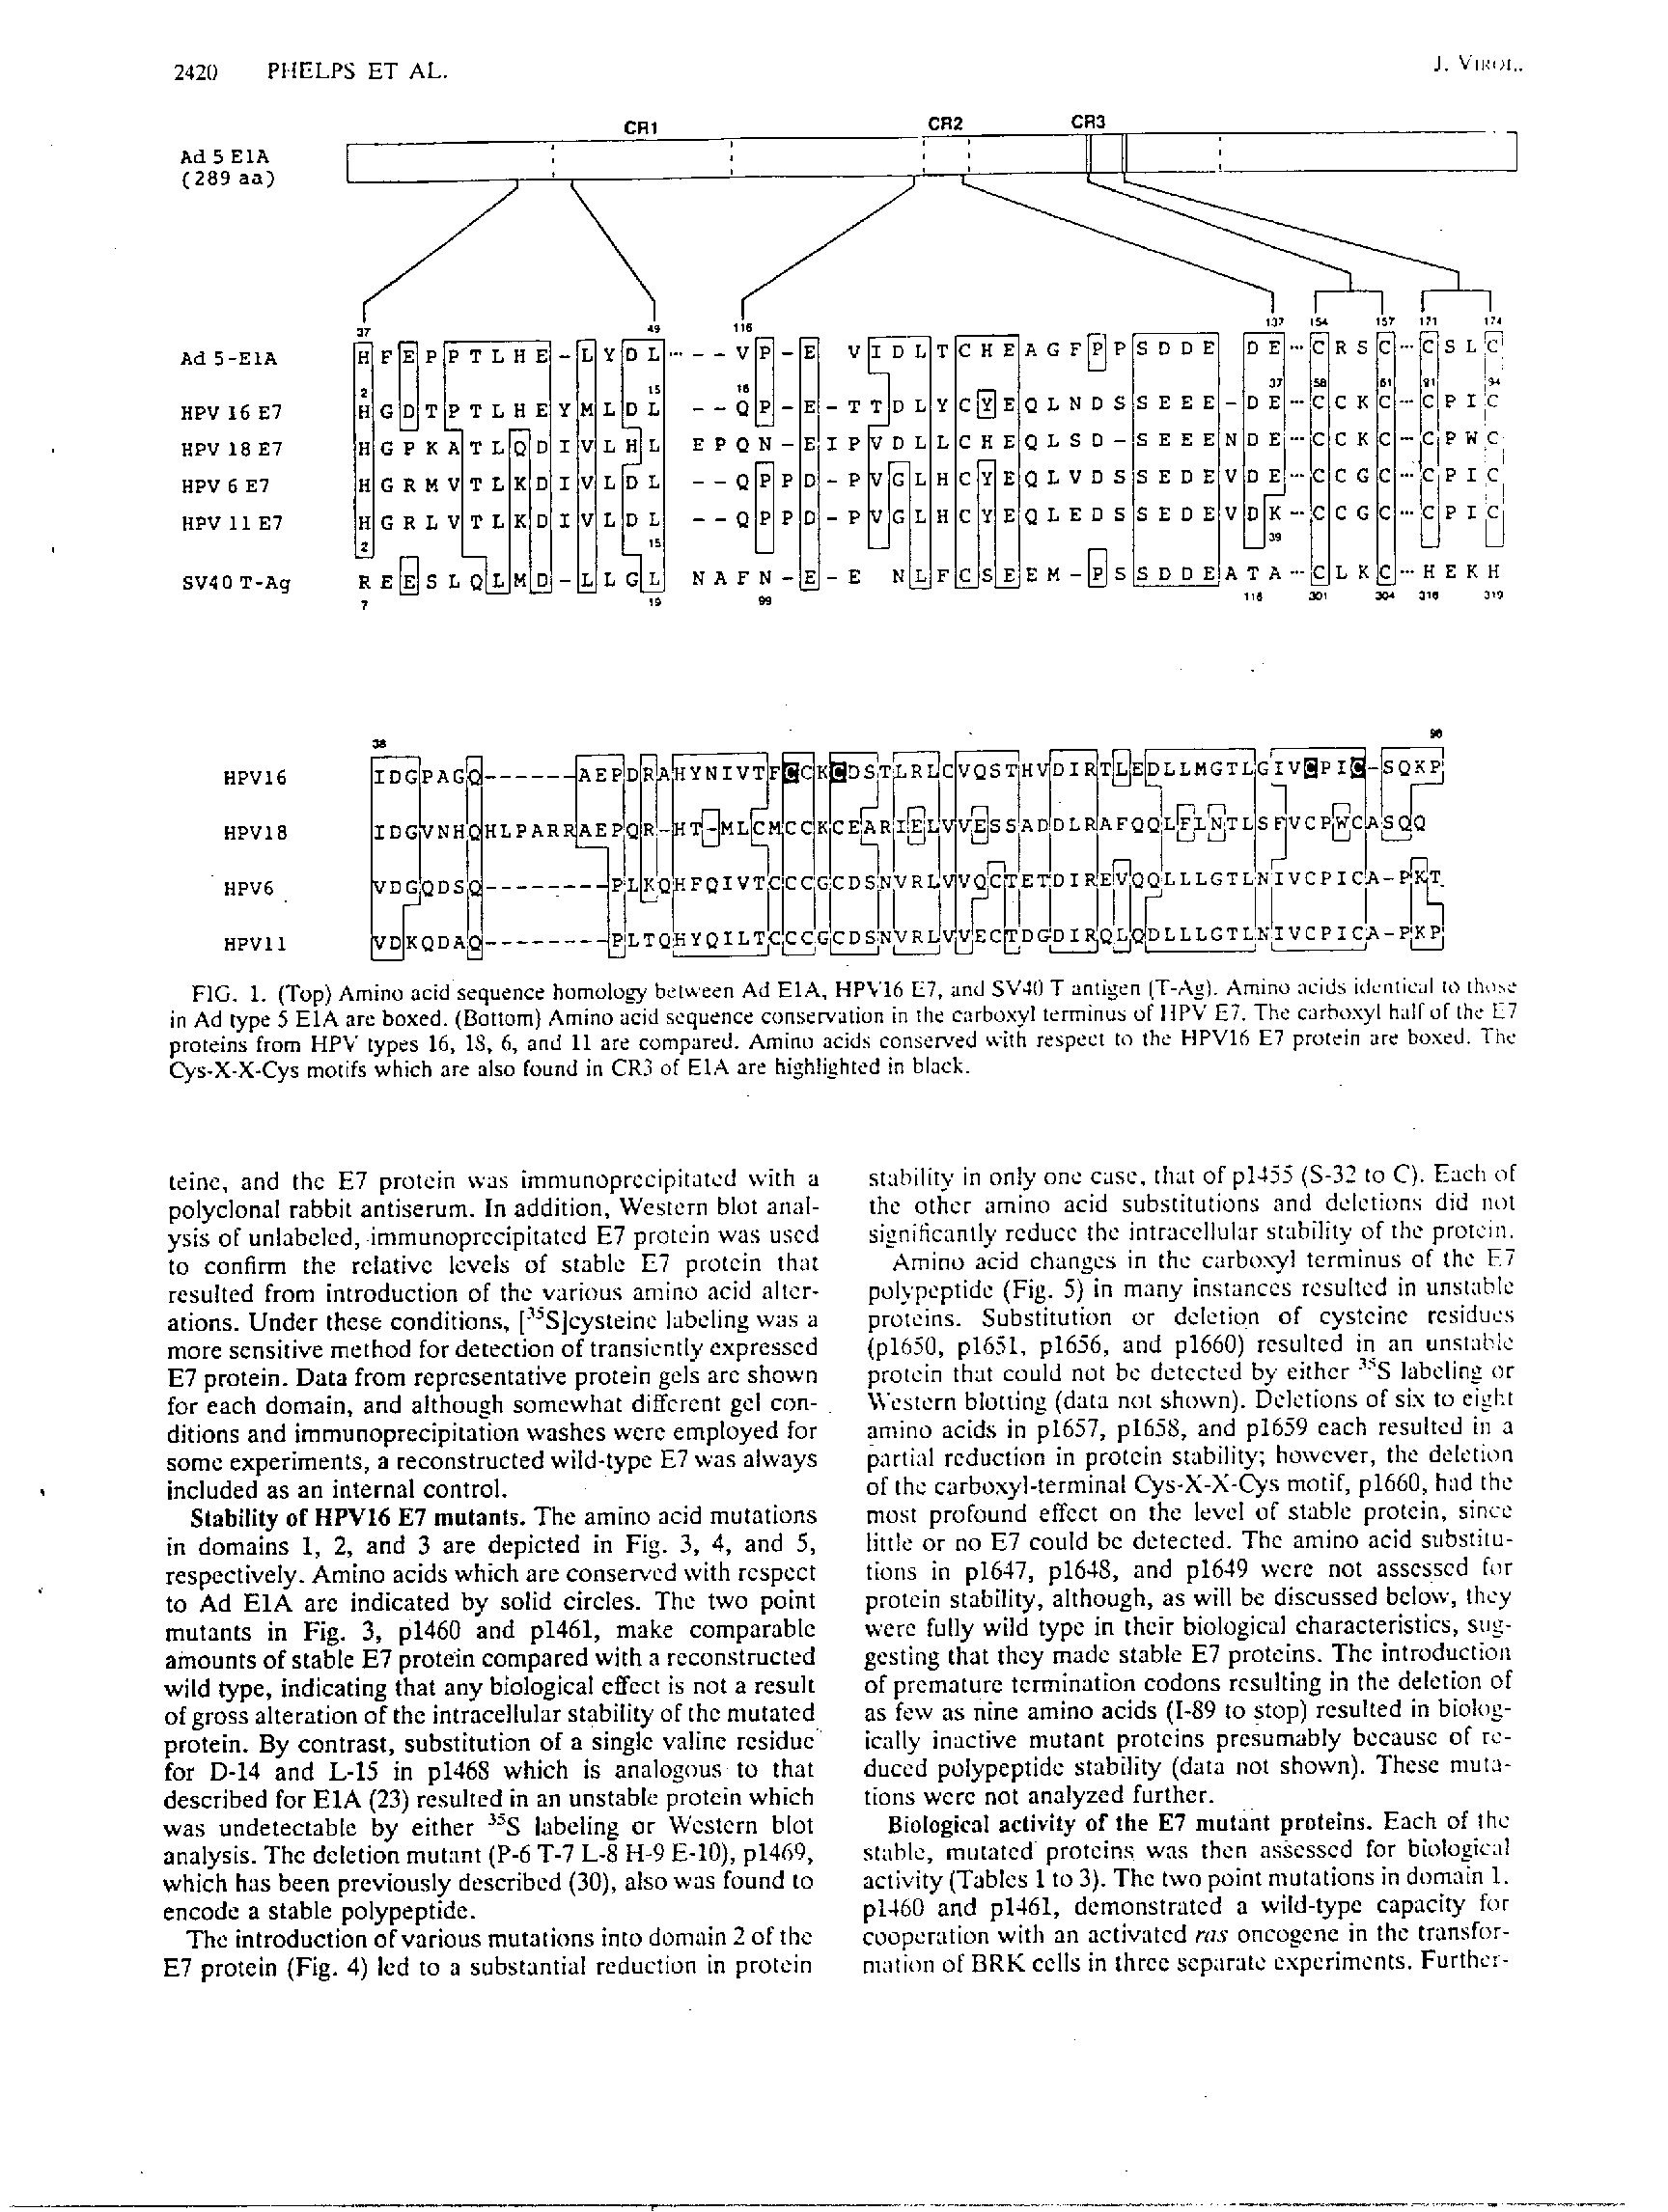 2420 PHELPS ET AL.
J. VIROL.
CR1 CR2 CR3
Ad 5 E1A
(289 aa)
37 49 116 137 154 157 171 174
Ad 5-E1A H F E P P T L H E - L Y D L ··· - - V P - E V I D L T C H E A G F P P S D D E D E ··· C R S C ··· C S L C
2 15 16 37 58 61 91 94
HPV 16 E7 H G D T P T L H E Y M L D L - - Q P - E - T T D L Y C Y E Q L N D S S E E E - D E ··· C C K C ··· C P I C
HPV 18 E7 H G P K A T L Q D I V L H L E P Q N - E I P V D L L C H E Q L S D - S E E E N D E ··· C C K C ··· C P W C
HPV 6 E7 H G R M V T L K D I V L D L - - Q P P D - P V G L H C Y E Q L V D S S E D E V D E ··· C C G C ··· C P I C
HPV 11 E7 H G R L V T L K D I V L D L - - Q P P D - P V G L H C Y E Q L E D S S E D E V D K ··· C C G C ··· C P I C
2 15 39
SV40 T-Ag R E E S L Q L M D - L L G L N A F N - E - E N L F C S E E M - P S S D D E A T A ··· C L K C ··· H E K H
7 19 99 116 301 304 316 319
38 98
HPV16 IDGPAGQ------AEPDRAHYNIVTFCCKCDSTLRLCVQSTHVDIRTLEDLLMGTLGIVCPIC-SQKP
HPV18 IDGVNHQHLPARRAEPQR-HT-MLCMCCKCEARIELVVESSADDLRAFQQLFLNTLSFVCPWCASQQ
HPV6 VDGQDSQ--------PLKQHFQIVTCCCGCDSNVRLVVQCTETDIREVQQLLLGTLNIVCPICA-PKT
HPV11 VDKQDAQ--------PLTQHYQILTCCCGCDSNVRLVVECTDGDIRQLQDLLLGTLNIVCPICA-PKP
FIG. 1. (Top) Amino acid sequence homology between Ad E1A, HPV16 E7, and SV40 T antigen (T-Ag). Amino acids identical to those
in Ad type 5 E1A are boxed. (Bottom) Amino acid sequence conservation in the carboxyl terminus of HPV E7. The carboxyl half of the E7
proteins from HPV types 16, 18, 6, and 11 are compared. Amino acids conserved with respect to the HPV16 E7 protein are boxed. The
Cys-X-X-Cys motifs which are also found in CR3 of E1A are highlighted in black.
teine, and the E7 protein was immunoprecipitated with a
polyclonal rabbit antiserum. In addition, Western blot anal-
ysis of unlabeled, immunoprecipitated E7 protein was used
to confirm the relative levels of stable E7 protein that
resulted from introduction of the various amino acid alter-
ations. Under these conditions, [³⁵S]cysteine labeling was a
more sensitive method for detection of transiently expressed
E7 protein. Data from representative protein gels are shown
for each domain, and although somewhat different gel con-
ditions and immunoprecipitation washes were employed for
some experiments, a reconstructed wild-type E7 was always
included as an internal control.
Stability of HPV16 E7 mutants. The amino acid mutations
in domains 1, 2, and 3 are depicted in Fig. 3, 4, and 5,
respectively. Amino acids which are conserved with respect
to Ad E1A are indicated by solid circles. The two point
mutants in Fig. 3, p1460 and p1461, make comparable
amounts of stable E7 protein compared with a reconstructed
wild type, indicating that any biological effect is not a result
of gross alteration of the intracellular stability of the mutated
protein. By contrast, substitution of a single valine residue
for D-14 and L-15 in p1468 which is analogous to that
described for E1A (23) resulted in an unstable protein which
was undetectable by either ³⁵S labeling or Western blot
analysis. The deletion mutant (P-6 T-7 L-8 H-9 E-10), p1469,
which has been previously described (30), also was found to
encode a stable polypeptide.
The introduction of various mutations into domain 2 of the
E7 protein (Fig. 4) led to a substantial reduction in protein
stability in only one case, that of p1455 (S-32 to C). Each of
the other amino acid substitutions and deletions did not
significantly reduce the intracellular stability of the protein.
Amino acid changes in the carboxyl terminus of the E7
polypeptide (Fig. 5) in many instances resulted in unstable
proteins. Substitution or deletion of cysteine residues
(p1650, p1651, p1656, and p1660) resulted in an unstable
protein that could not be detected by either ³⁵S labeling or
Western blotting (data not shown). Deletions of six to eight
amino acids in p1657, p1658, and p1659 each resulted in a
partial reduction in protein stability; however, the deletion
of the carboxyl-terminal Cys-X-X-Cys motif, p1660, had the
most profound effect on the level of stable protein, since
little or no E7 could be detected. The amino acid substitu-
tions in p1647, p1648, and p1649 were not assessed for
protein stability, although, as will be discussed below, they
were fully wild type in their biological characteristics, sug-
gesting that they made stable E7 proteins. The introduction
of premature termination codons resulting in the deletion of
as few as nine amino acids (I-89 to stop) resulted in biolog-
ically inactive mutant proteins presumably because of re-
duced polypeptide stability (data not shown). These muta-
tions were not analyzed further.
Biological activity of the E7 mutant proteins. Each of the
stable, mutated proteins was then assessed for biological
activity (Tables 1 to 3). The two point mutations in domain 1,
p1460 and p1461, demonstrated a wild-type capacity for
cooperation with an activated ras oncogene in the transfor-
mation of BRK cells in three separate experiments. Further-